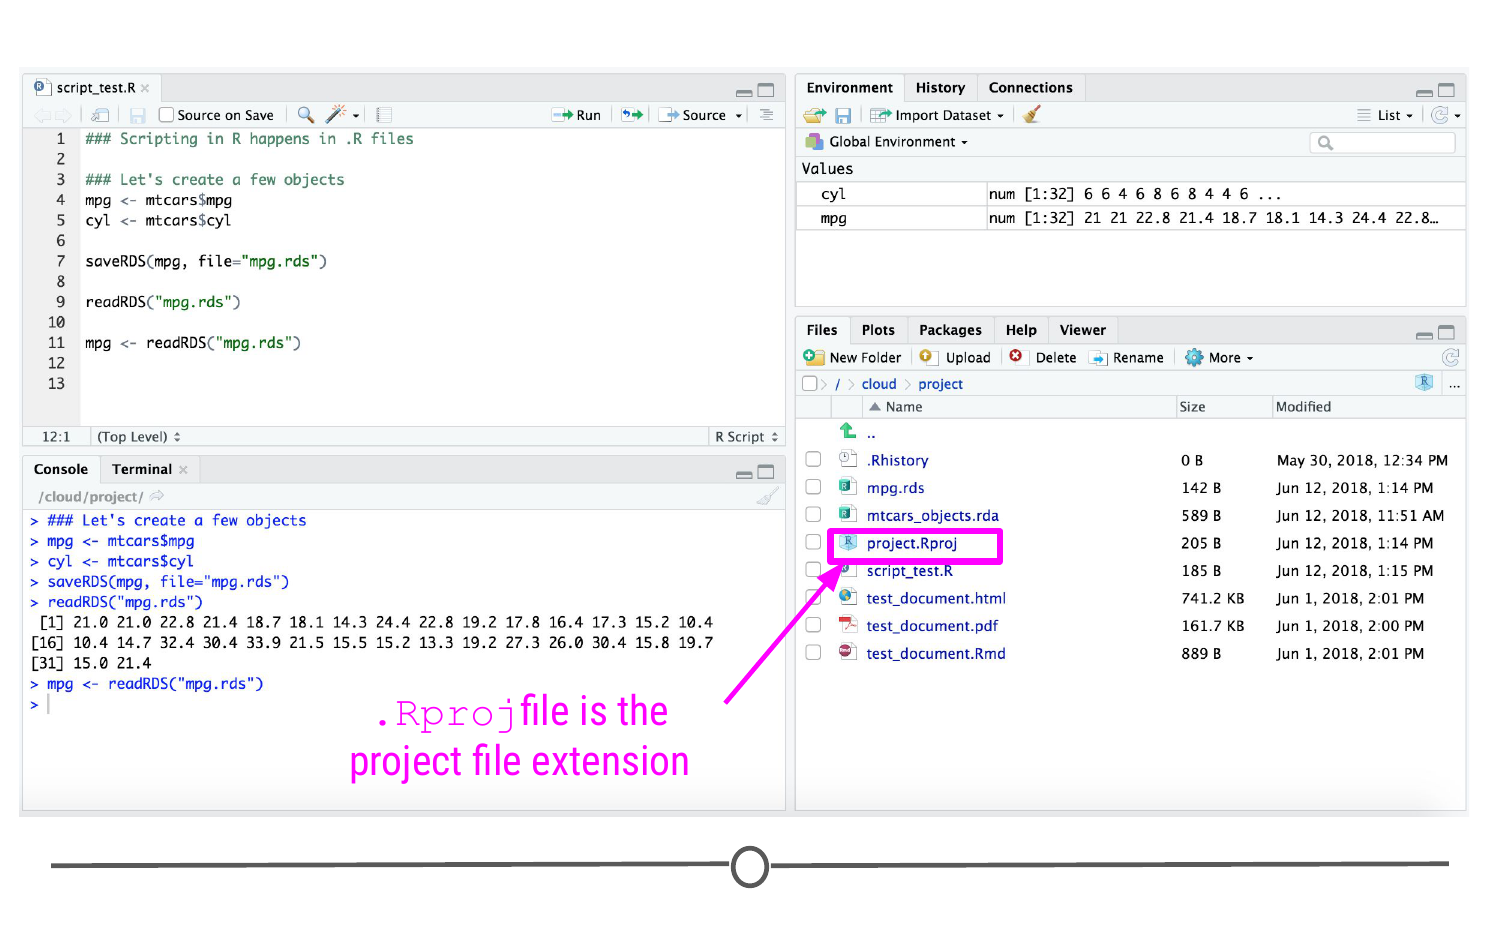 script_test.R
Source on Save
Run
Source
1 ### Scripting in R happens in .R files
2
3 ### Let's create a few objects
4 mpg <- mtcars$mpg
5 cyl <- mtcars$cyl
6
7 saveRDS(mpg, file="mpg.rds")
8
9 readRDS("mpg.rds")
10
11 mpg <- readRDS("mpg.rds")
12
13
12:1 (Top Level) R Script
Console Terminal
/cloud/project/
> ### Let's create a few objects
> mpg <- mtcars$mpg
> cyl <- mtcars$cyl
> saveRDS(mpg, file="mpg.rds")
> readRDS("mpg.rds")
[1] 21.0 21.0 22.8 21.4 18.7 18.1 14.3 24.4 22.8 19.2 17.8 16.4 17.3 15.2 10.4
[16] 10.4 14.7 32.4 30.4 33.9 21.5 15.5 15.2 13.3 19.2 27.3 26.0 30.4 15.8 19.7
[31] 15.0 21.4
> mpg <- readRDS("mpg.rds")
>
.Rproj file is the
project file extension
Environment History Connections
Import Dataset List
Global Environment
Values
cyl num [1:32] 6 6 4 6 8 6 8 4 4 6 ...
mpg num [1:32] 21 21 22.8 21.4 18.7 18.1 14.3 24.4 22.8…
Files Plots Packages Help Viewer
New Folder Upload Delete Rename More
/ cloud project ...
Name Size Modified
..
.Rhistory 0 B May 30, 2018, 12:34 PM
mpg.rds 142 B Jun 12, 2018, 1:14 PM
mtcars_objects.rda 589 B Jun 12, 2018, 11:51 AM
project.Rproj 205 B Jun 12, 2018, 1:14 PM
script_test.R 185 B Jun 12, 2018, 1:15 PM
test_document.html 741.2 KB Jun 1, 2018, 2:01 PM
test_document.pdf 161.7 KB Jun 1, 2018, 2:00 PM
test_document.Rmd 889 B Jun 1, 2018, 2:01 PM